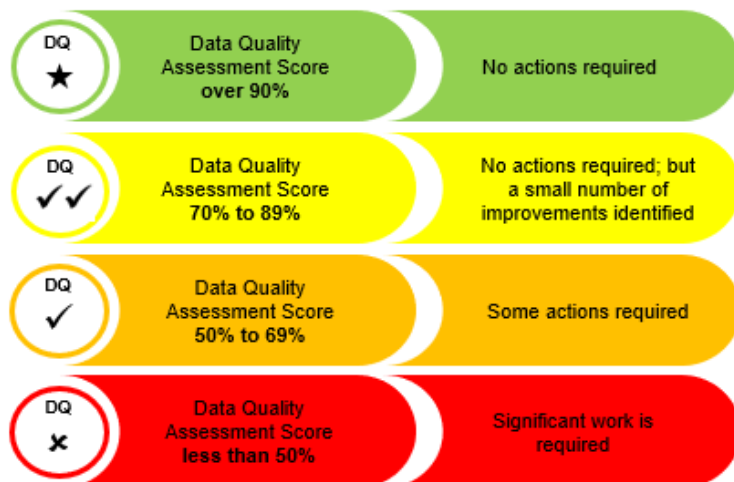 DQ
Data Quality
Assessment Score
over 90%
No actions required
DQ
Data Quality
Assessment Score
70% to 89%
No actions required; but
a small number of
improvements identified
DQ
Data Quality
Assessment Score
50% to 69%
Some actions required
DQ
Data Quality
Assessment Score
less than 50%
Significant work is
required